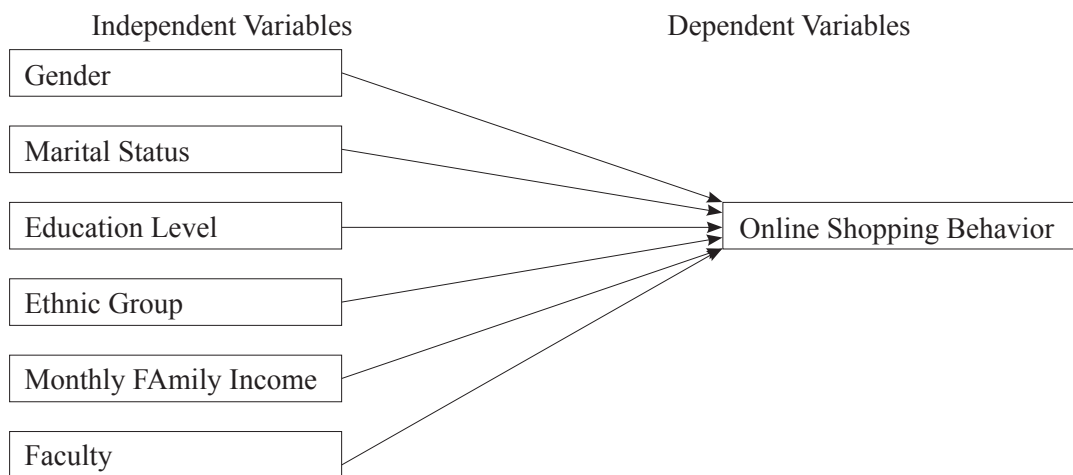 Independent Variables
Dependent Variables
Gender
Marital Status
Education Level
Online Shopping Behavior
Ethnic Group
Monthly FAmily Income
Faculty